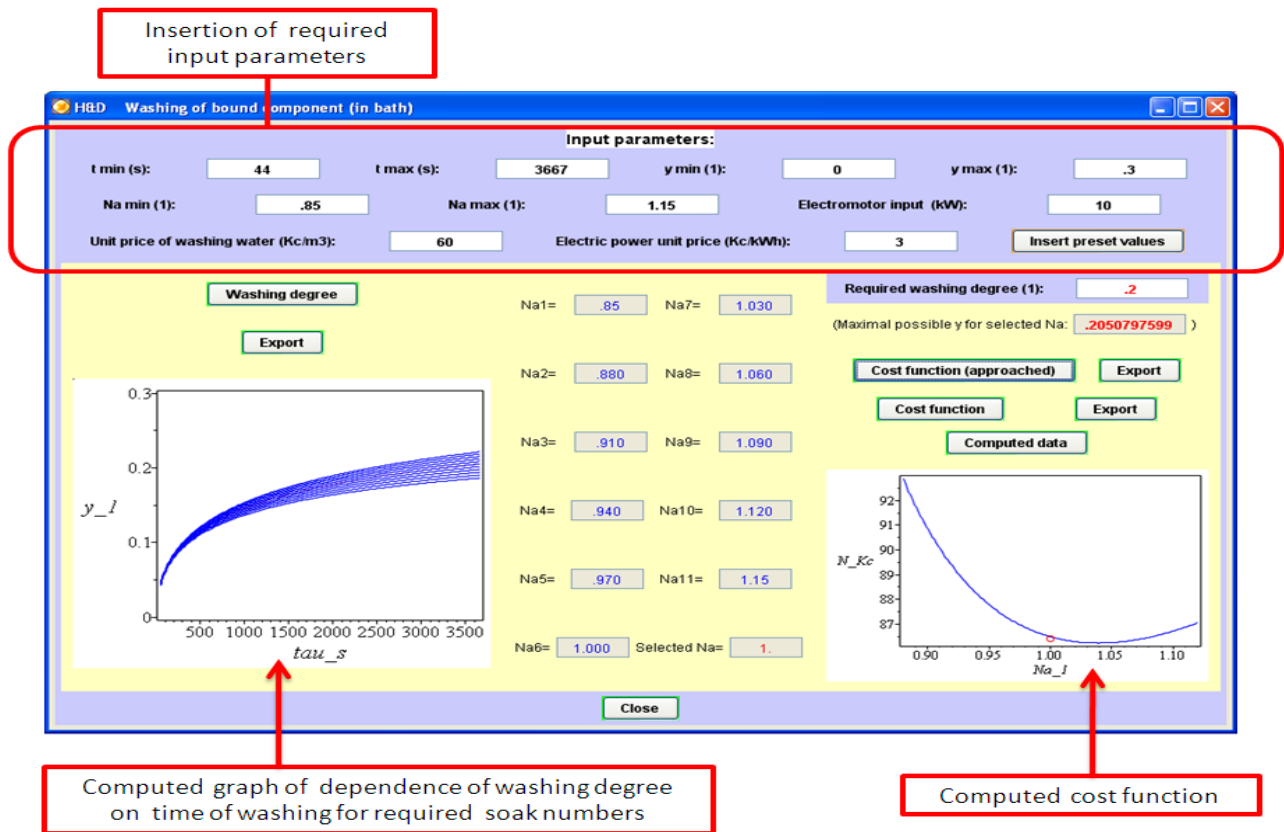 Insertion of required
input parameters
H&D Washing of bound component (in bath)
Input parameters:
t min (s): 44 t max (s): 3667 y min (1): 0 y max (1): .3
Na min (1): .85 Na max (1): 1.15 Electromotor input (kW): 10
Unit price of washing water (Kc/m3): 60 Electric power unit price (Kc/kWh): 3 Insert preset values
Washing degree
Export
0.3
0.2
y_1
0.1
0
500 1000 1500 2000 2500 3000 3500
tau_s
Na1= .85 Na7= 1.030
Na2= .880 Na8= 1.060
Na3= .910 Na9= 1.090
Na4= .940 Na10= 1.120
Na5= .970 Na11= 1.15
Na6= 1.000 Selected Na= 1.
Required washing degree (1): .2
(Maximal possible y for selected Na: .2050797599 )
Cost function (approached) Export
Cost function Export
Computed data
92
91
90
N_Kc
89
88
87
0.90 0.95 1.00 1.05 1.10
Na_1
Close
Computed graph of dependence of washing degree
on time of washing for required soak numbers
Computed cost function